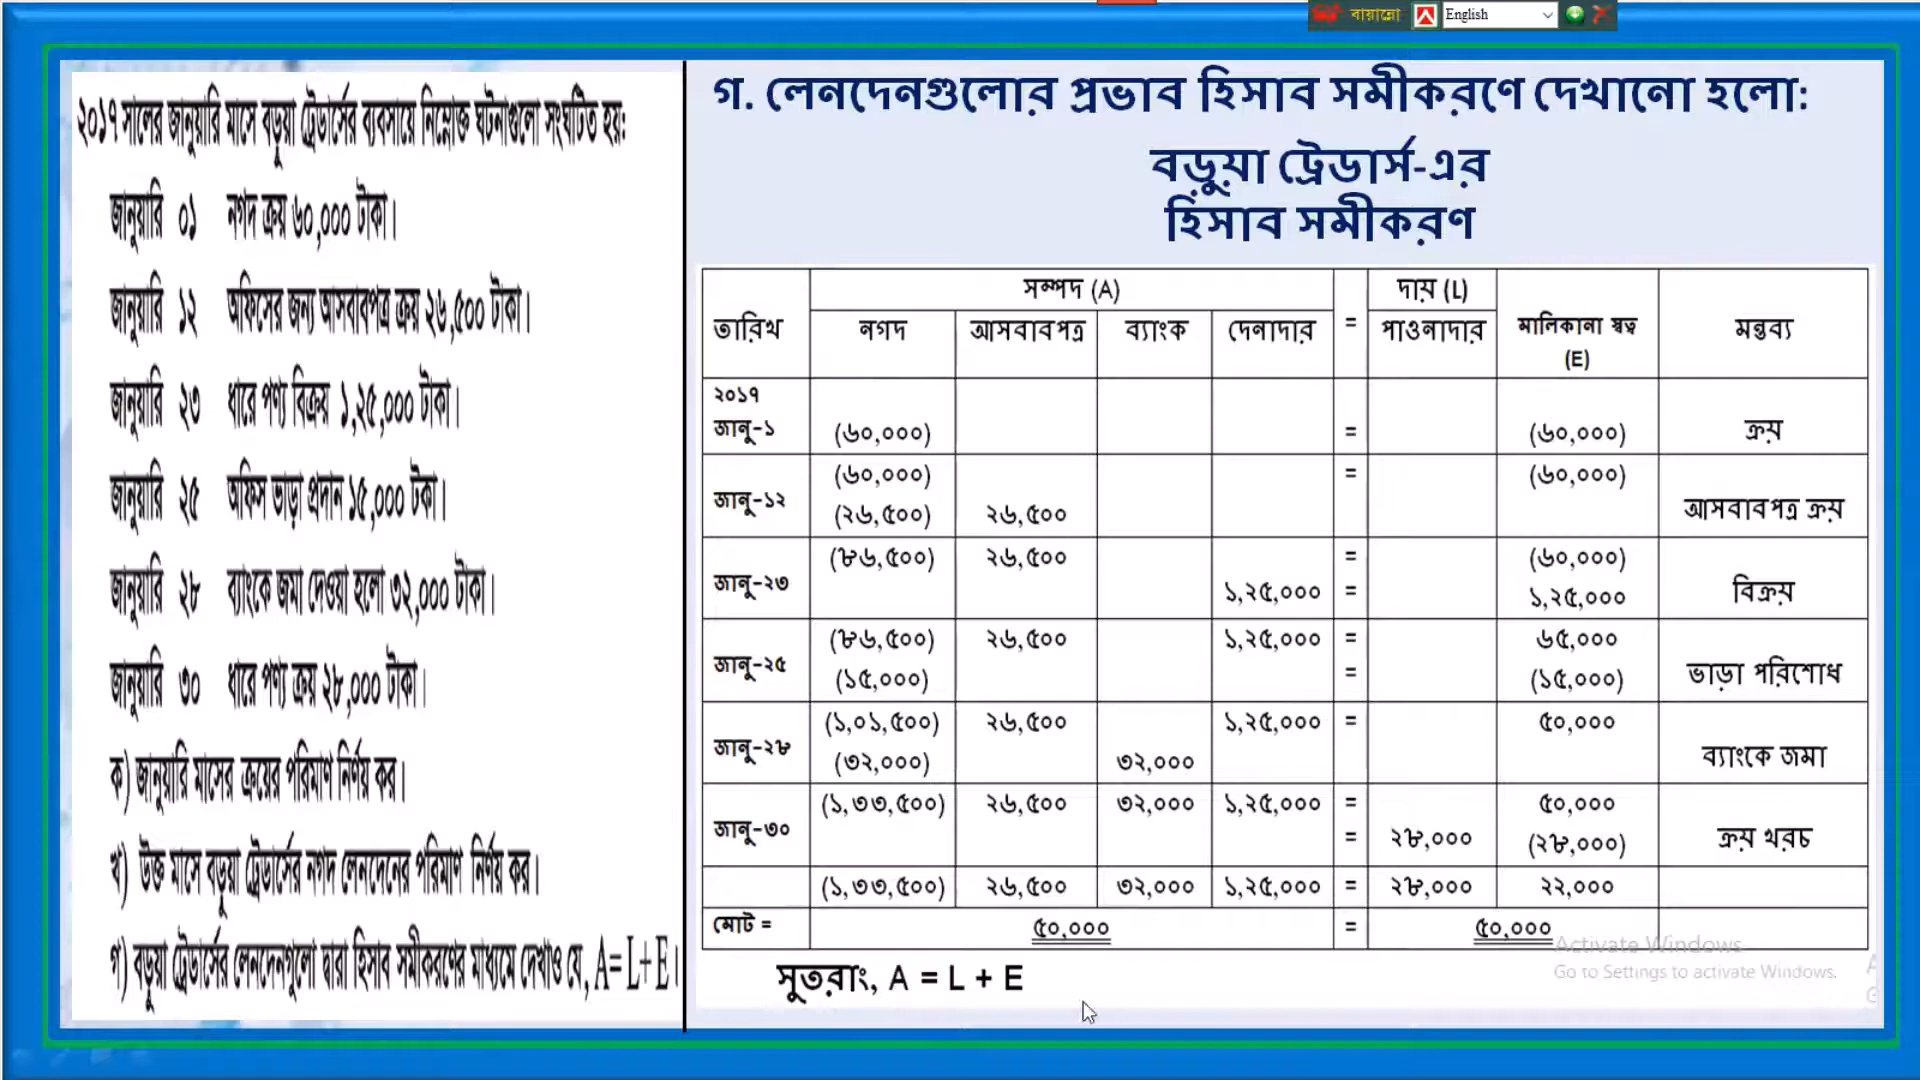 বায়ান্নো English
২০১৭ সালের জানুয়ারি মাসে বড়ুয়া ট্রেডার্সের ব্যবসায়ে নিম্নোক্ত ঘটনাগুলো সংঘটিত হয়ঃ
জানুয়ারি ০১ নগদ ক্রয় ৬০,০০০ টাকা।
জানুয়ারি ১২ অফিসের জন্য আসবাবপত্র ক্রয় ২৬,৫০০ টাকা।
জানুয়ারি ২৩ ধারে পণ্য বিক্রয় ১,২৫,০০০ টাকা।
জানুয়ারি ২৫ অফিস ভাড়া প্রদান ১৫,০০০ টাকা।
জানুয়ারি ২৮ ব্যাংকে জমা দেওয়া হলো ৩২,০০০ টাকা।
জানুয়ারি ৩০ ধারে পণ্য ক্রয় ২৮,০০০ টাকা।
ক) জানুয়ারি মাসের ক্রয়ের পরিমাণ নির্ণয় কর।
খ) উক্ত মাসে বড়ুয়া ট্রেডার্সের নগদ লেনদেনের পরিমাণ নির্ণয় কর।
গ) বড়ুয়া ট্রেডার্সের লেনদেনগুলো দ্বারা হিসাব সমীকরণের মাধ্যমে দেখাও যে, A=L+E।
গ. লেনদেনগুলোর প্রভাব হিসাব সমীকরণে দেখানো হলো:
বড়ুয়া ট্রেডার্স-এর
হিসাব সমীকরণ
সম্পদ (A) দায় (L)
তারিখ নগদ আসবাবপত্র ব্যাংক দেনাদার = পাওনাদার মালিকানা স্বত্ব মন্তব্য
(E)
২০১৭
জানু-১ (৬০,০০০) = (৬০,০০০) ক্রয়
(৬০,০০০) = (৬০,০০০)
জানু-১২ (২৬,৫০০) ২৬,৫০০ আসবাবপত্র ক্রয়
(৮৬,৫০০) ২৬,৫০০ = (৬০,০০০)
জানু-২৩ ১,২৫,০০০ = ১,২৫,০০০ বিক্রয়
(৮৬,৫০০) ২৬,৫০০ ১,২৫,০০০ = ৬৫,০০০
জানু-২৫ (১৫,০০০) = (১৫,০০০) ভাড়া পরিশোধ
(১,০১,৫০০) ২৬,৫০০ ১,২৫,০০০ = ৫০,০০০
জানু-২৮ (৩২,০০০) ৩২,০০০ ব্যাংকে জমা
(১,৩৩,৫০০) ২৬,৫০০ ৩২,০০০ ১,২৫,০০০ = ৫০,০০০
জানু-৩০ = ২৮,০০০ (২৮,০০০) ক্রয় খরচ
(১,৩৩,৫০০) ২৬,৫০০ ৩২,০০০ ১,২৫,০০০ = ২৮,০০০ ২২,০০০
মোট = ৫০,০০০ = ৫০,০০০
সুতরাং, A = L + E
Activate Windows
Go to Settings to activate Windows.